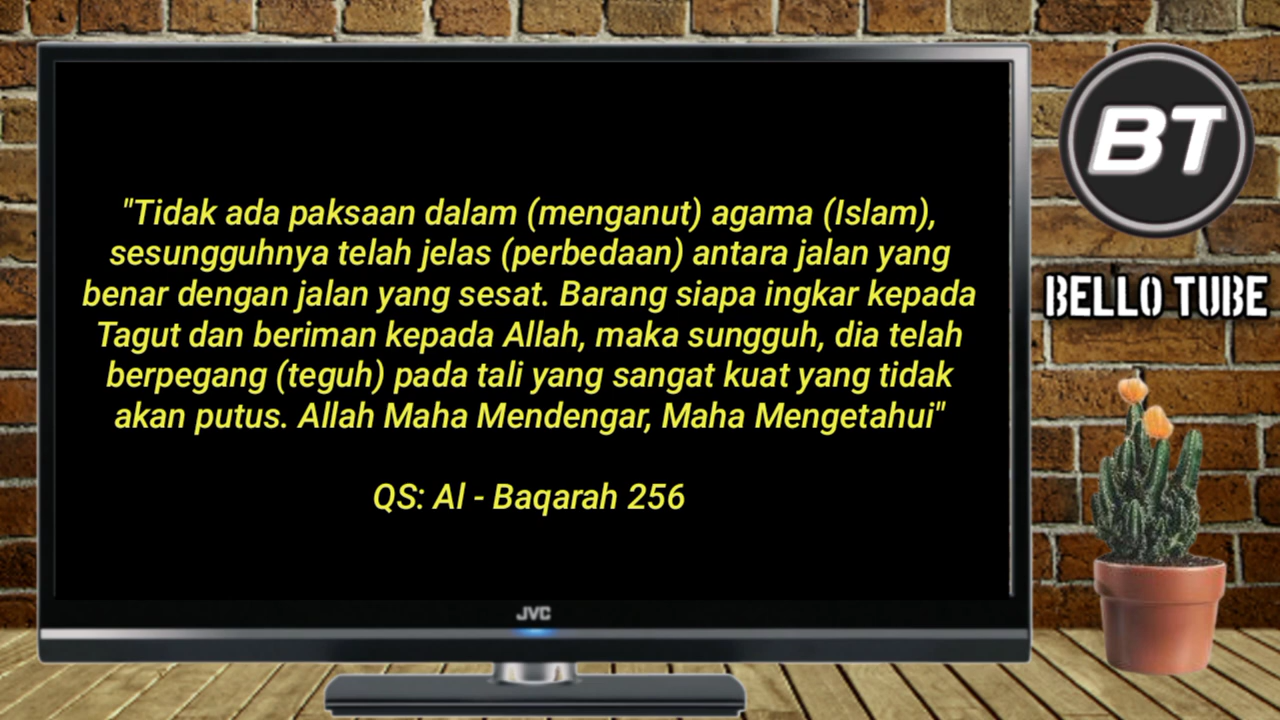 "Tidak ada paksaan dalam (menganut) agama (Islam),
sesungguhnya telah jelas (perbedaan) antara jalan yang
benar dengan jalan yang sesat. Barang siapa ingkar kepada
Tagut dan beriman kepada Allah, maka sungguh, dia telah
berpegang (teguh) pada tali yang sangat kuat yang tidak
akan putus. Allah Maha Mendengar, Maha Mengetahui"
QS: Al - Baqarah 256
JVC
BT
BELLO TUBE